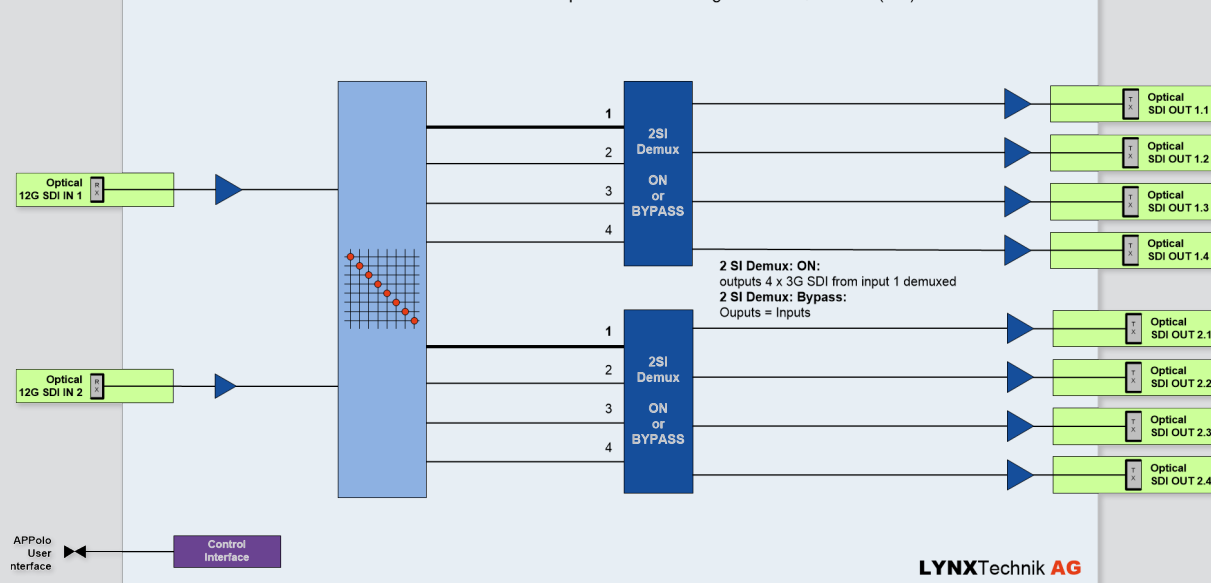 1
2
3
4
2SI
Demux
ON
or
BYPASS
Optical
SDI OUT 1.1
Optical
SDI OUT 1.2
Optical
SDI OUT 1.3
Optical
SDI OUT 1.4
T
X
T
X
T
X
T
X
Optical
12G SDI IN 1
R
X
2 SI Demux: ON:
outputs 4 x 3G SDI from input 1 demuxed
2 SI Demux: Bypass:
Ouputs = Inputs
1
2
3
4
2SI
Demux
ON
or
BYPASS
Optical
SDI OUT 2.1
Optical
SDI OUT 2.2
Optical
SDI OUT 2.3
Optical
SDI OUT 2.4
T
X
T
X
T
X
T
X
Optical
12G SDI IN 2
R
X
APPolo
User
nterface
Control
Interface
LYNXTechnik AG